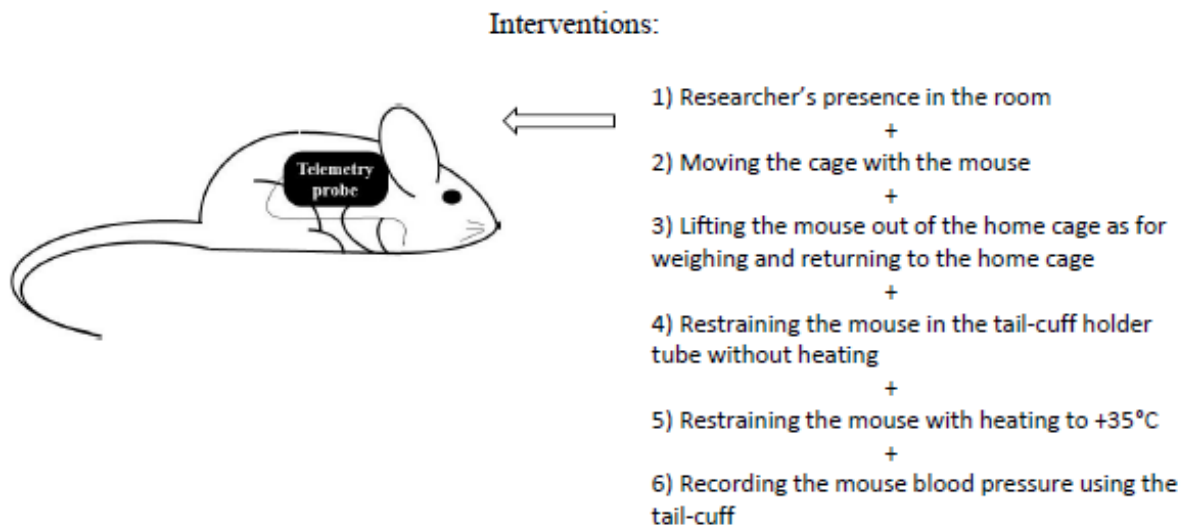 Interventions:
Telemetry
probe
1) Researcher's presence in the room
+
2) Moving the cage with the mouse
+
3) Lifting the mouse out of the home cage as for
weighing and returning to the home cage
+
4) Restraining the mouse in the tail-cuff holder
tube without heating
+
5) Restraining the mouse with heating to +35°C
+
6) Recording the mouse blood pressure using the
tail-cuff